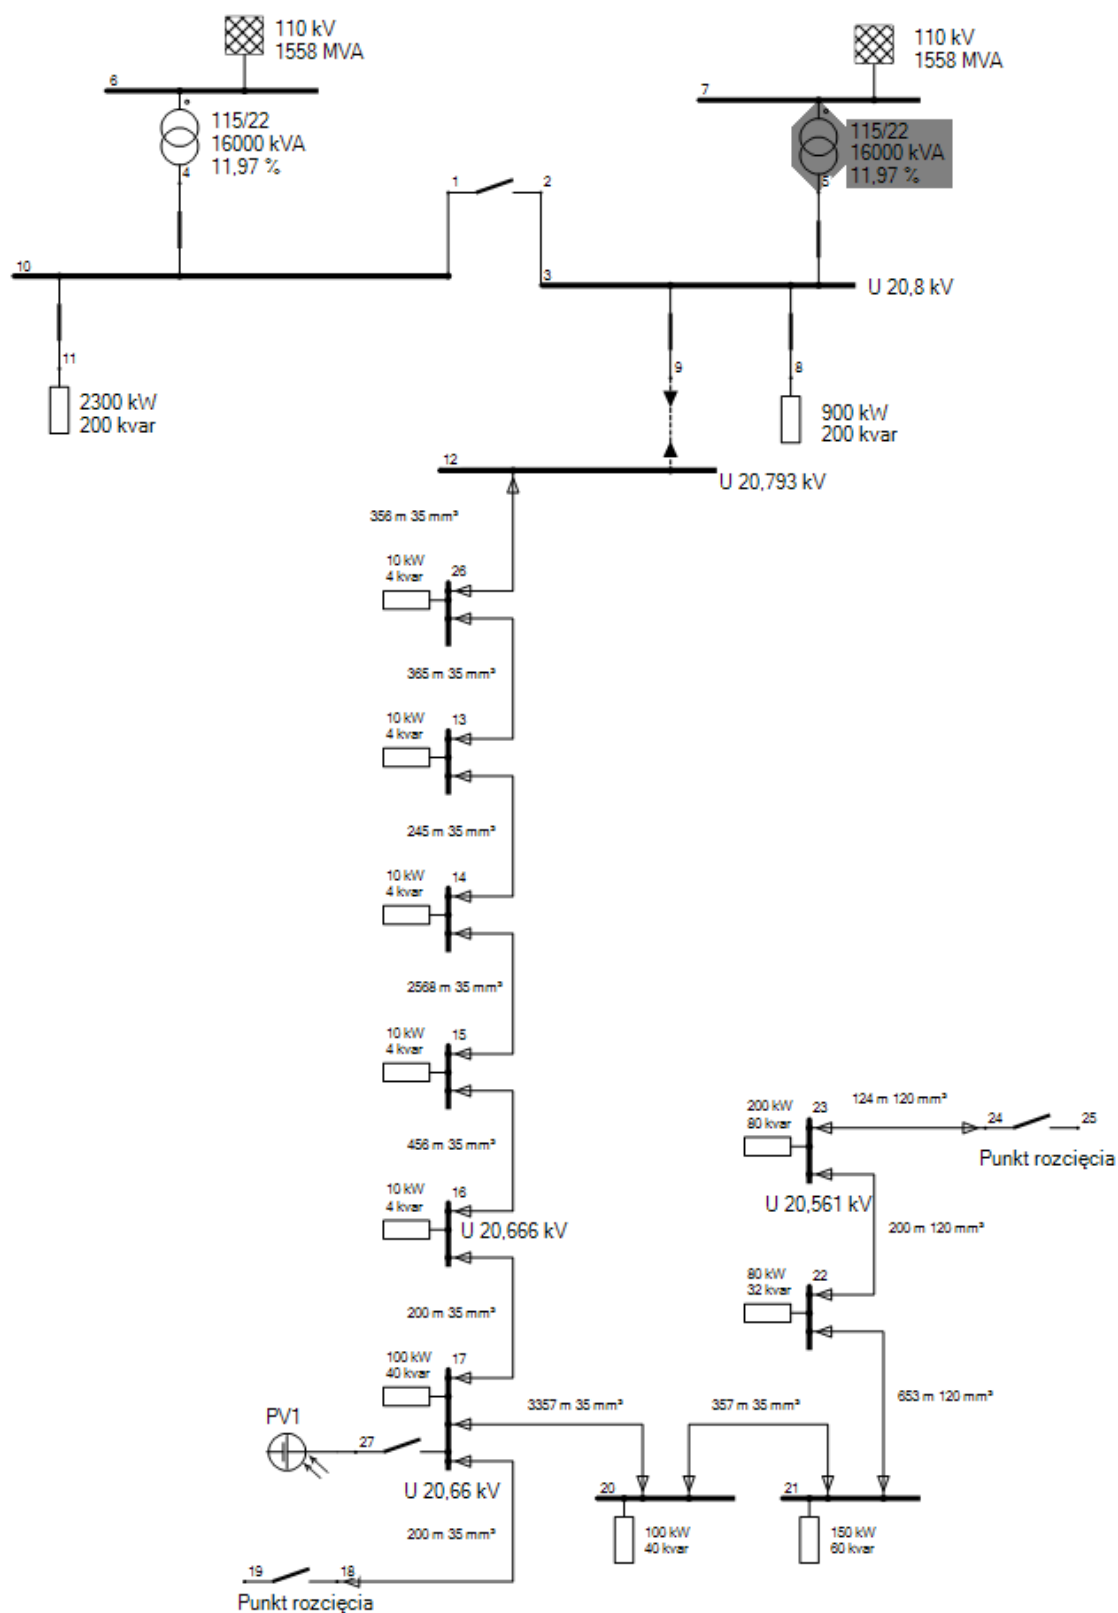 110 kV
1558 MVA
110 kV
1558 MVA
6
7
115/22
16000 kVA
11,97 %
4
115/22
16000 kVA
11,97 %
5
1
2
10
3
U 20,8 kV
11
9
8
2300 kW
200 kvar
900 kW
200 kvar
12
U 20,793 kV
356 m 35 mm²
10 kW
4 kvar
26
365 m 35 mm²
10 kW
4 kvar
13
245 m 35 mm²
10 kW
4 kvar
14
2568 m 35 mm²
10 kW
4 kvar
15
456 m 35 mm²
10 kW
4 kvar
16
U 20,666 kV
200 m 35 mm²
100 kW
40 kvar
17
PV1
27
U 20,66 kV
200 m 35 mm²
19
18
Punkt rozcięcia
3357 m 35 mm²
357 m 35 mm²
20
100 kW
40 kvar
21
150 kW
60 kvar
653 m 120 mm²
80 kW
32 kvar
22
200 m 120 mm²
200 kW
80 kvar
23
U 20,561 kV
124 m 120 mm²
24
25
Punkt rozcięcia